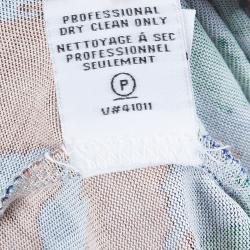 PROFESSIONAL
DRY CLEAN ONLY
NETTOYAGE À SEC
PROFESSIONNEL
SEULEMENT
P
V#41011